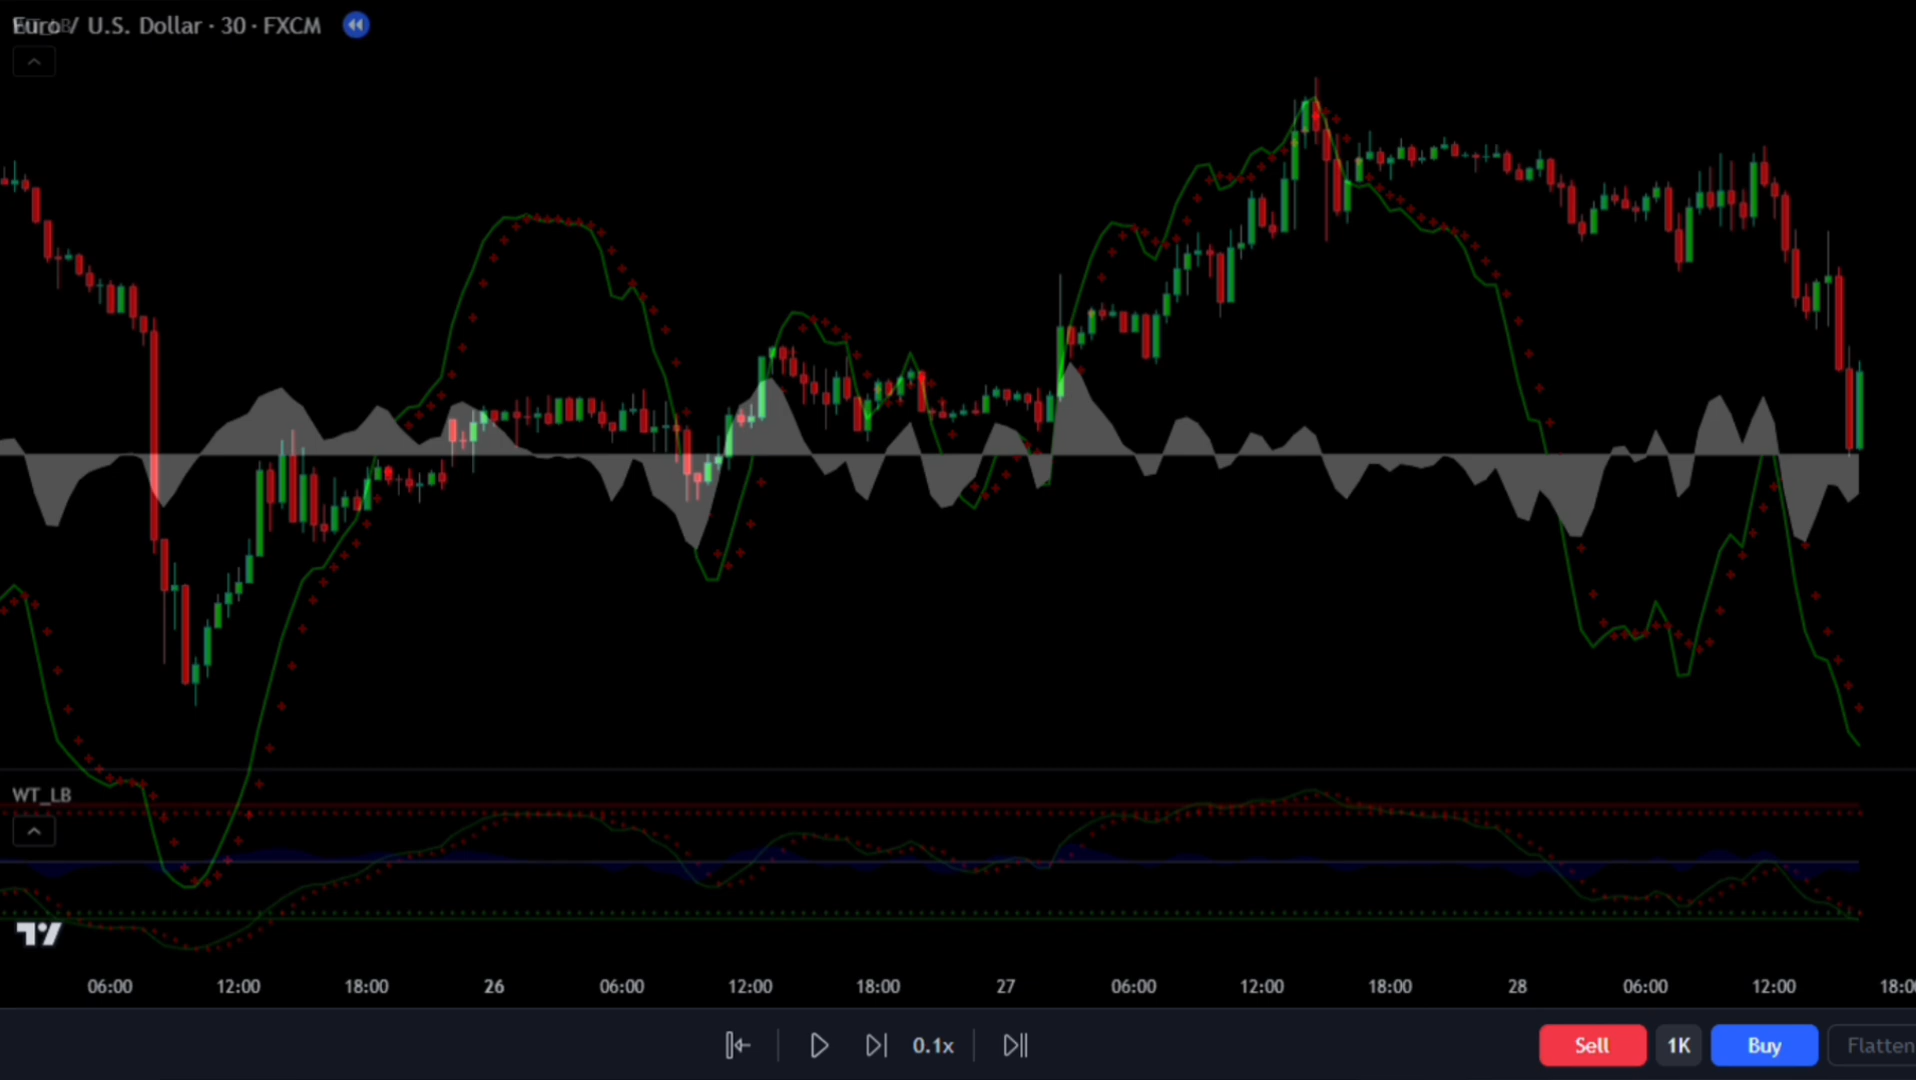 Euro / U.S. Dollar · 30 · FXCM
WT_LB
WT_LB
06:00 12:00 18:00 26 06:00 12:00 18:00 27 06:00 12:00 18:00 28 06:00 12:00 18:00
0.1x Sell 1K Buy Flatten